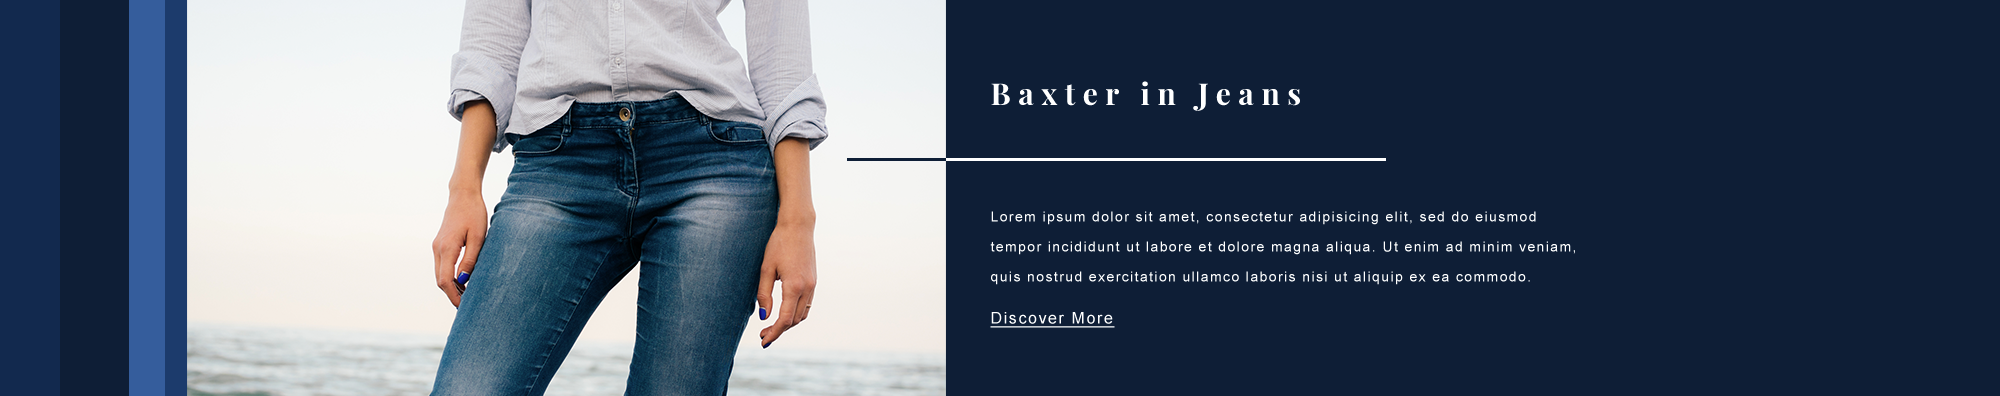 Baxter in Jeans
Lorem ipsum dolor sit amet, consectetur adipisicing elit, sed do eiusmod
tempor incididunt ut labore et dolore magna aliqua. Ut enim ad minim veniam,
quis nostrud exercitation ullamco laboris nisi ut aliquip ex ea commodo.
Discover More